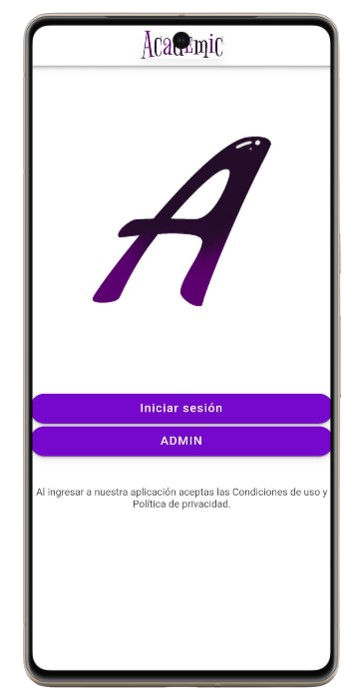 Academic
A
Iniciar sesión
ADMIN
Al ingresar a nuestra aplicación aceptas las Condiciones de uso y
Política de privacidad.